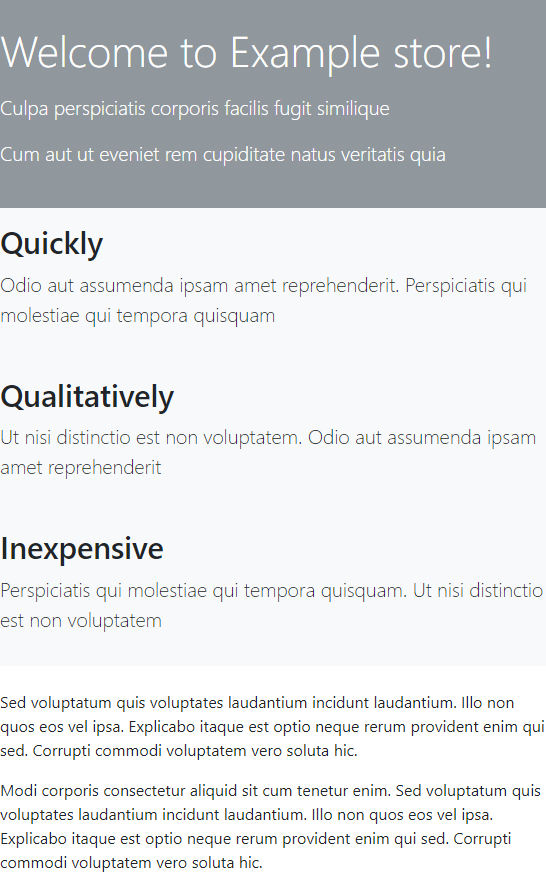 Welcome to Example store!
Culpa perspiciatis corporis facilis fugit similique
Cum aut ut eveniet rem cupiditate natus veritatis quia
Quickly
Odio aut assumenda ipsam amet reprehenderit. Perspiciatis qui
molestiae qui tempora quisquam
Qualitatively
Ut nisi distinctio est non voluptatem. Odio aut assumenda ipsam
amet reprehenderit
Inexpensive
Perspiciatis qui molestiae qui tempora quisquam. Ut nisi distinctio
est non voluptatem
Sed voluptatum quis voluptates laudantium incidunt laudantium. Illo non
quos eos vel ipsa. Explicabo itaque est optio neque rerum provident enim qui
sed. Corrupti commodi voluptatem vero soluta hic.
Modi corporis consectetur aliquid sit cum tenetur enim. Sed voluptatum quis
voluptates laudantium incidunt laudantium. Illo non quos eos vel ipsa.
Explicabo itaque est optio neque rerum provident enim qui sed. Corrupti
commodi voluptatem vero soluta hic.